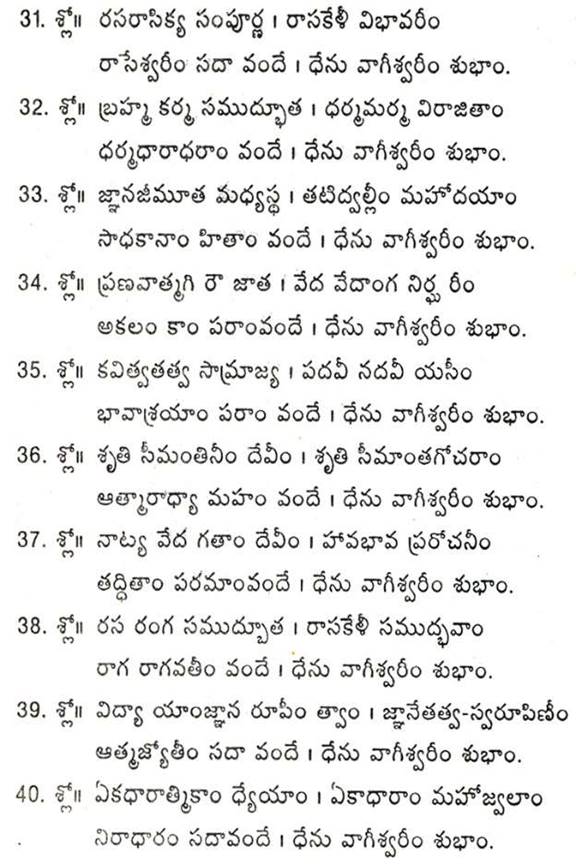 31. శ్లో॥ రసరాసిక్య సంపూర్ణ । రాసకేళీ విభావరీం
రాసేశ్వరీం సదా వందే । ధేను వాగీశ్వరీం శుభాం.
32. శ్లో॥ బ్రహ్మ కర్మ సముద్భూత । ధర్మమర్మ విరాజితాం
ధర్మధారాధరాం వందే । ధేను వాగీశ్వరీం శుభాం.
33. శ్లో॥ జ్ఞానజీమూత మధ్యస్థ । తటిద్వల్లీం మహోదయాం
సాధకానాం హితాం వందే । ధేను వాగీశ్వరీం శుభాం.
34. శ్లో॥ ప్రణవాత్మగి రౌ జాత । వేద వేదాంగ నిర్ఘ రీం
అకలం కాం పరాంవందే । ధేను వాగీశ్వరీం శుభాం.
35. శ్లో॥ కవిత్వతత్వ సామ్రాజ్య । పదవీ నదవీ యసీం
భావాశ్రయాం పరాం వందే । ధేను వాగీశ్వరీం శుభాం.
36. శ్లో॥ శృతి సీమంతినీం దేవీం । శృతి సీమాంతగోచరాం
ఆత్మారాధ్యా మహం వందే । ధేను వాగీశ్వరీం శుభాం.
37. శ్లో॥ నాట్య వేద గతాం దేవీం । హావభావ ప్రరోచనీం
తద్ధితాం పరమాంవందే । ధేను వాగీశ్వరీం శుభాం.
38. శ్లో॥ రస రంగ సముద్బూత । రాసకేళీ సముద్భవాం
రాగ రాగవతీం వందే । ధేను వాగీశ్వరీం శుభాం.
39. శ్లో॥ విద్యా యాంజ్ఞాన రూపీం త్వాం । జ్ఞానేతత్వ-స్వరూపిణీం
ఆత్మజ్యోతీం సదా వందే । ధేను వాగీశ్వరీం శుభాం.
40. శ్లో॥ ఏకధారాత్మికాం ధ్యేయాం । ఏకాధారాం మహోజ్వలాం
నిరాధారం సదావందే । ధేను వాగీశ్వరీం శుభాం.